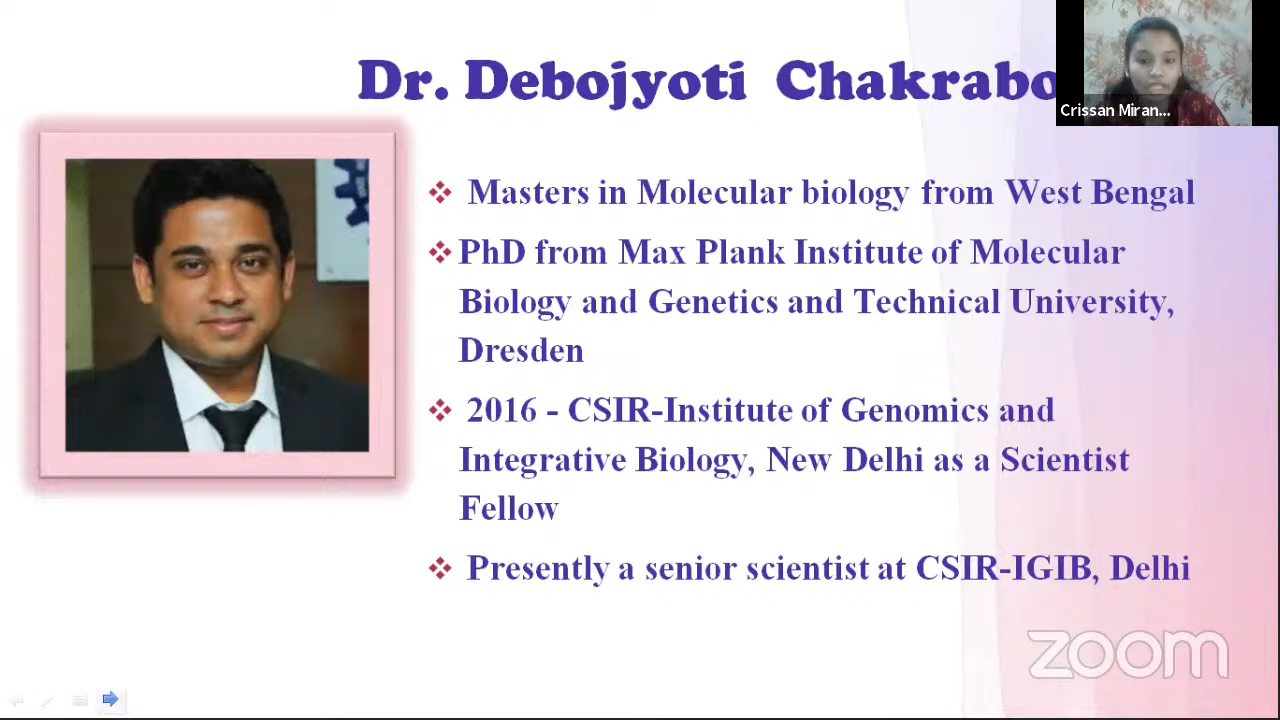 Dr. Debojyoti Chakrabo
Crissan Miran...
❖ Masters in Molecular biology from West Bengal
❖ PhD from Max Plank Institute of Molecular
Biology and Genetics and Technical University,
Dresden
❖ 2016 - CSIR-Institute of Genomics and
Integrative Biology, New Delhi as a Scientist
Fellow
❖ Presently a senior scientist at CSIR-IGIB, Delhi
zoom